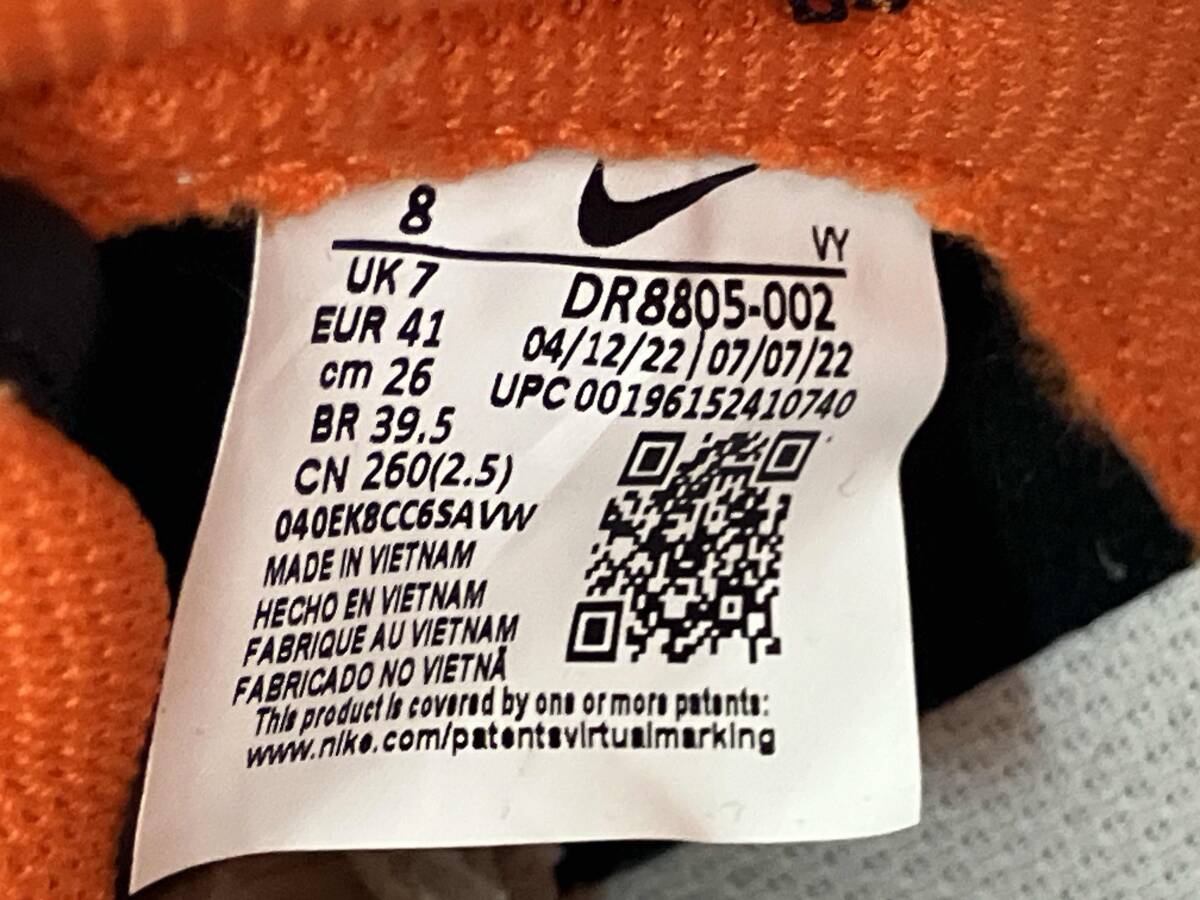 8
VY
UK 7
EUR 41
cm 26
BR 39.5
CN 260(2.5)
DR8805-002
04/12/22 07/07/22
UPC 00196152410740
040EK8CC6SAVW
MADE IN VIETNAM
HECHO EN VIETNAM
FABRIQUE AU VIETNAM
FABRICADO NO VIETNÃ
This product is covered by one or more patents:
www.nike.com/patentsvirtualmarking